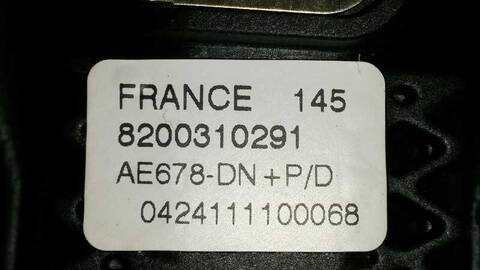 FRANCE 145
8200310291
AE678-DN+P/D
0424111100068